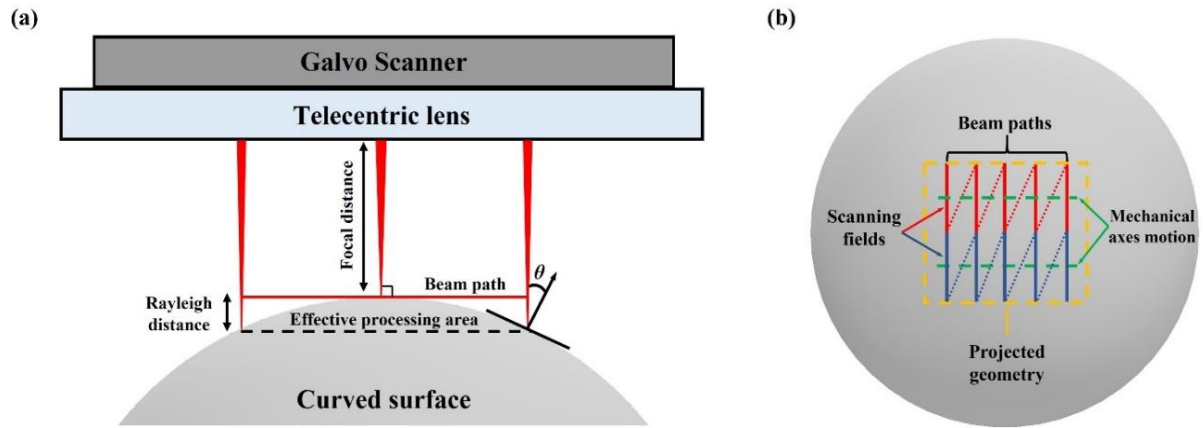 (a)
Galvo Scanner
Telecentric lens
Focal distance
Beam path
θ
Rayleigh
distance
Effective processing area
Curved surface
(b)
Beam paths
Scanning
fields
Mechanical
axes motion
Projected
geometry